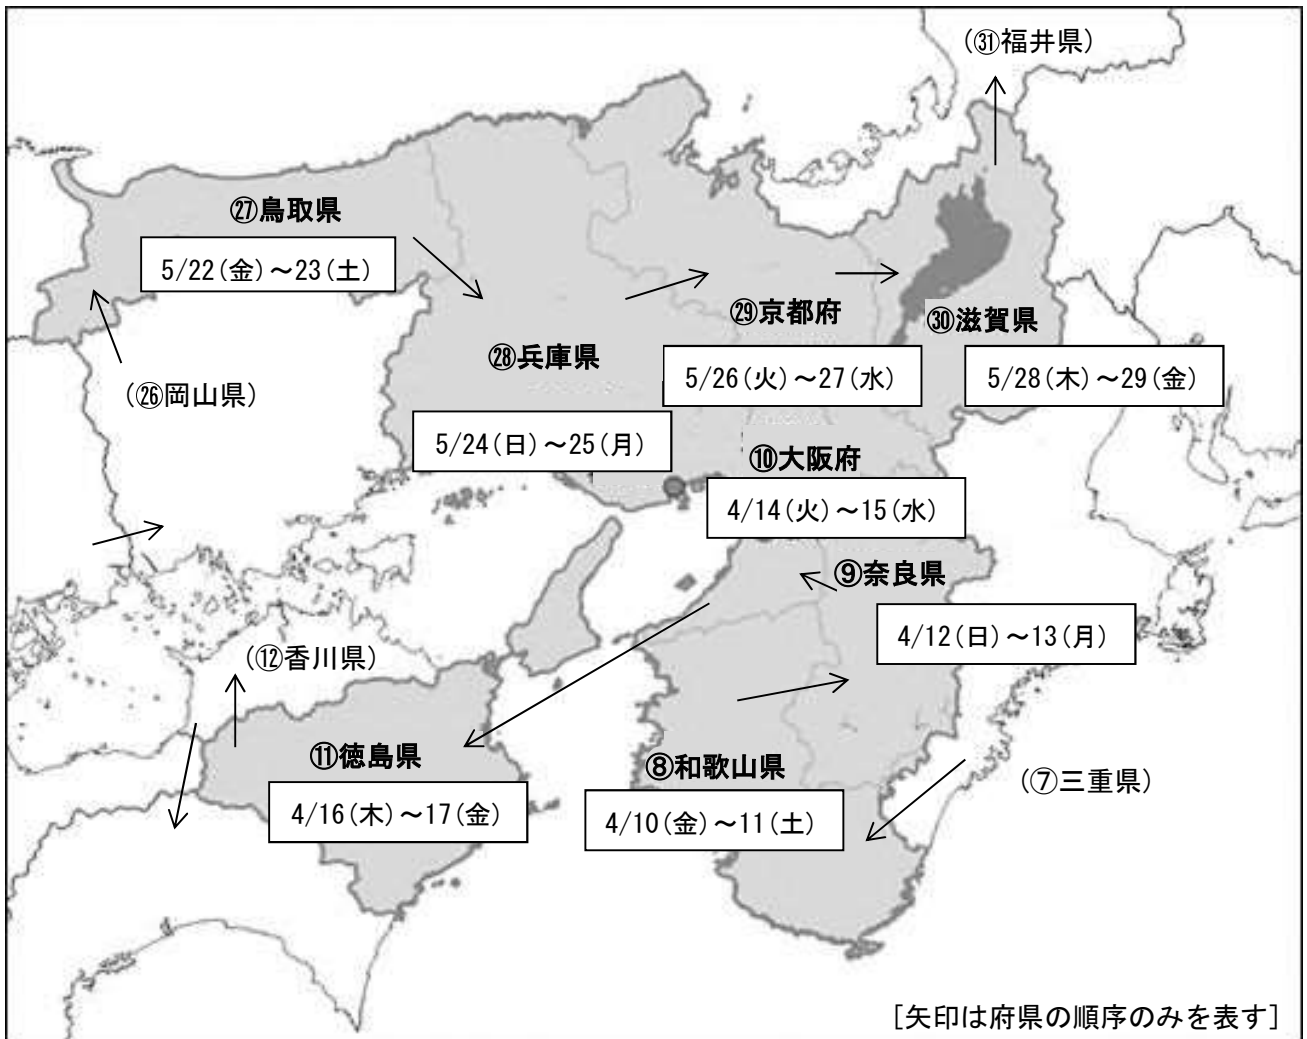 (㉛福井県)
㉗鳥取県
5/22(金)～23(土)
㉙京都府
㉚滋賀県
㉘兵庫県
5/26(火)～27(水)
5/28(木)～29(金)
(㉖岡山県)
5/24(日)～25(月)
⑩大阪府
4/14(火)～15(水)
⑨奈良県
4/12(日)～13(月)
(⑫香川県)
⑪徳島県
⑧和歌山県
(⑦三重県)
4/16(木)～17(金)
4/10(金)～11(土)
[矢印は府県の順序のみを表す]